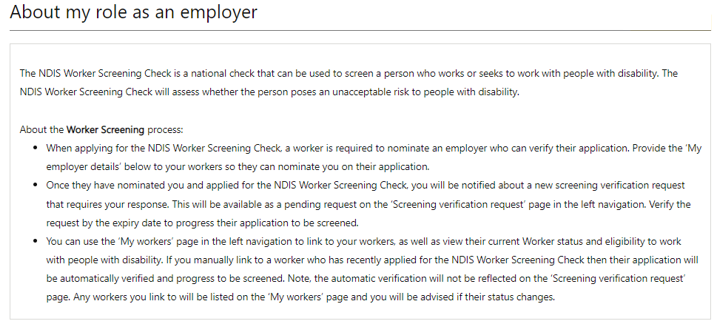 About my role as an employer
The NDIS Worker Screening Check is a national check that can be used to screen a person who works or seeks to work with people with disability. The
NDIS Worker Screening Check will assess whether the person poses an unacceptable risk to people with disability.
About the Worker Screening process:
• When applying for the NDIS Worker Screening Check, a worker is required to nominate an employer who can verify their application. Provide the 'My
employer details' below to your workers so they can nominate you on their application.
• Once they have nominated you and applied for the NDIS Worker Screening Check, you will be notified about a new screening verification request
that requires your response. This will be available as a pending request on the 'Screening verification request' page in the left navigation. Verify the
request by the expiry date to progress their application to be screened.
• You can use the 'My workers' page in the left navigation to link to your workers, as well as view their current Worker status and eligibility to work
with people with disability. If you manually link to a worker who has recently applied for the NDIS Worker Screening Check then their application will
be automatically verified and progress to be screened. Note, the automatic verification will not be reflected on the 'Screening verification request'
page. Any workers you link to will be listed on the 'My workers' page and you will be advised if their status changes.